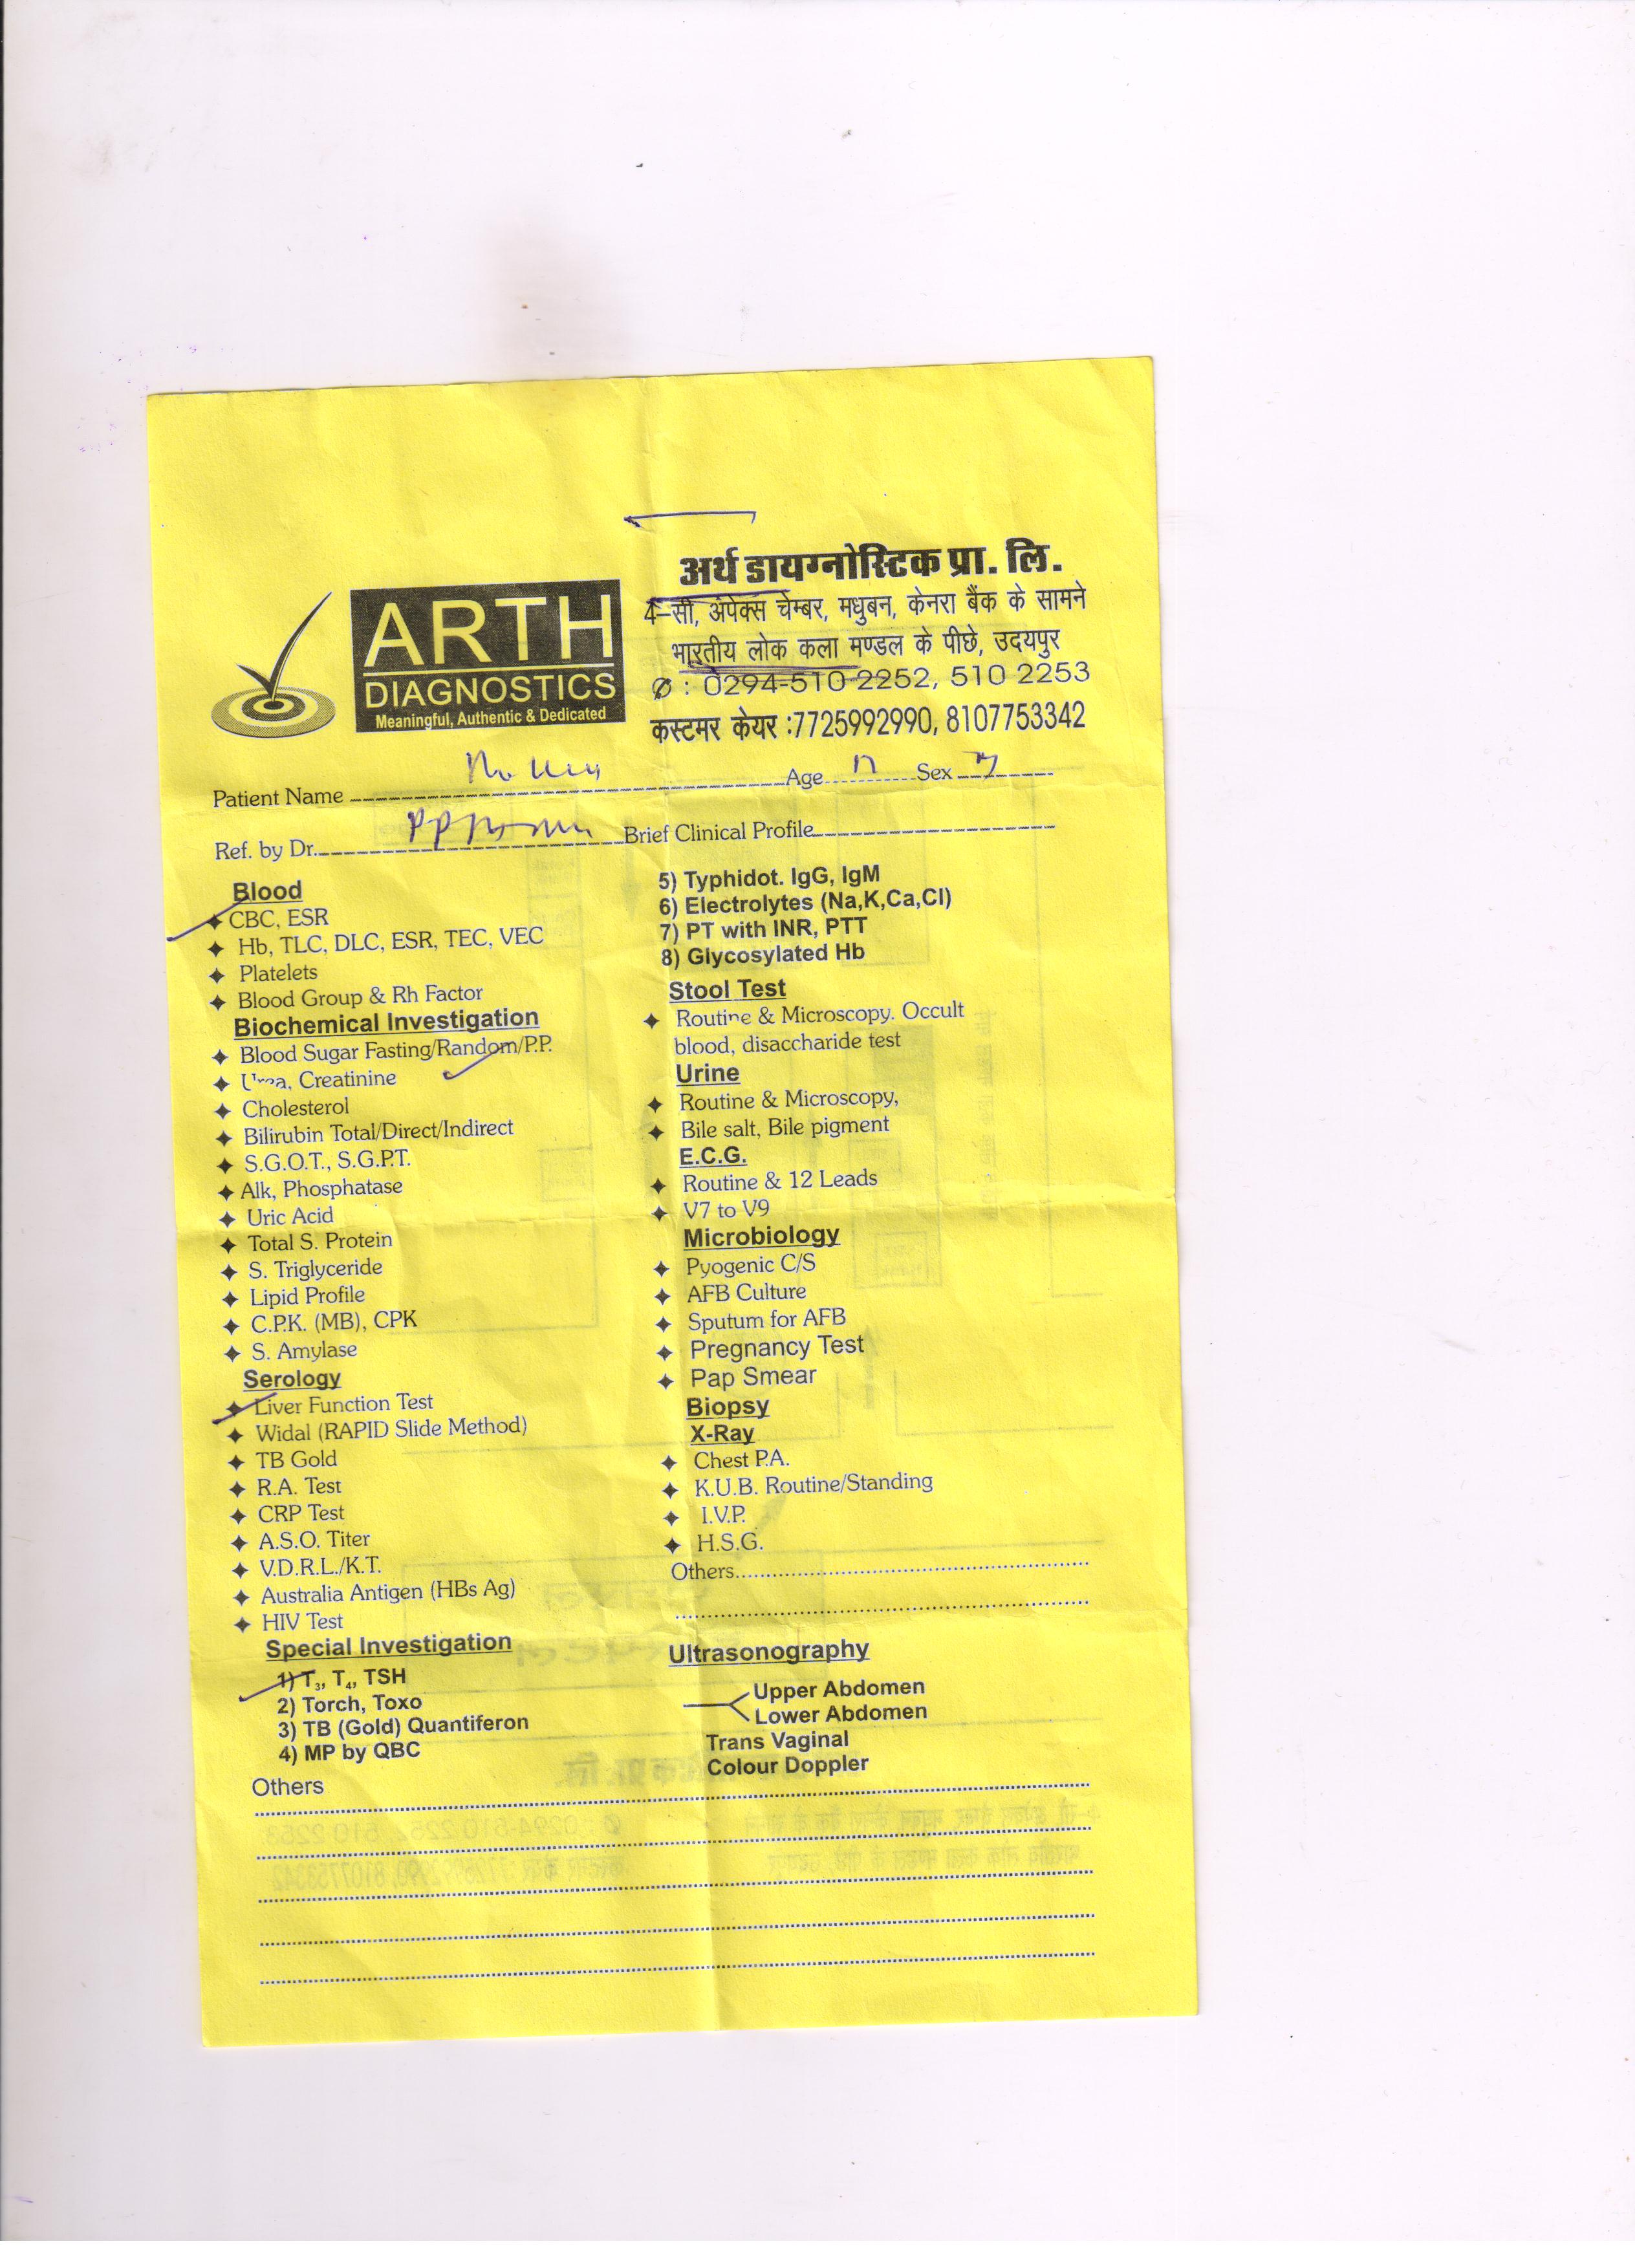 अर्थ डायग्नोस्टिक प्रा. लि.
4-सी, अपेक्स चेम्बर, मधुबन, केनरा बैंक के सामने
भारतीय लोक कला मण्डल के पीछे, उदयपुर
: 0294-510 2252, 510 2253
कस्टमर केयर :7725992990, 8107753342
ARTH
DIAGNOSTICS
Meaningful, Authentic & Dedicated
Patient Name Age Sex
Ref. by Dr. Brief Clinical Profile
Blood
CBC, ESR
Hb, TLC, DLC, ESR, TEC, VEC
Platelets
Blood Group & Rh Factor
Biochemical Investigation
Blood Sugar Fasting/Random/P.P.
Urea, Creatinine
Cholesterol
Bilirubin Total/Direct/Indirect
S.G.O.T., S.G.P.T.
Alk, Phosphatase
Uric Acid
Total S. Protein
S. Triglyceride
Lipid Profile
C.P.K. (MB), CPK
S. Amylase
Serology
Liver Function Test
Widal (RAPID Slide Method)
TB Gold
R.A. Test
CRP Test
A.S.O. Titer
V.D.R.L./K.T.
Australia Antigen (HBs Ag)
HIV Test
Special Investigation
1) T3, T4, TSH
2) Torch, Toxo
3) TB (Gold) Quantiferon
4) MP by QBC
5) Typhidot. IgG, IgM
6) Electrolytes (Na,K,Ca,Cl)
7) PT with INR, PTT
8) Glycosylated Hb
Stool Test
Routine & Microscopy. Occult
blood, disaccharide test
Urine
Routine & Microscopy,
Bile salt, Bile pigment
E.C.G.
Routine & 12 Leads
V7 to V9
Microbiology
Pyogenic C/S
AFB Culture
Sputum for AFB
Pregnancy Test
Pap Smear
Biopsy
X-Ray
Chest P.A.
K.U.B. Routine/Standing
I.V.P.
H.S.G.
Others
Ultrasonography
Upper Abdomen
Lower Abdomen
Trans Vaginal
Colour Doppler
Others